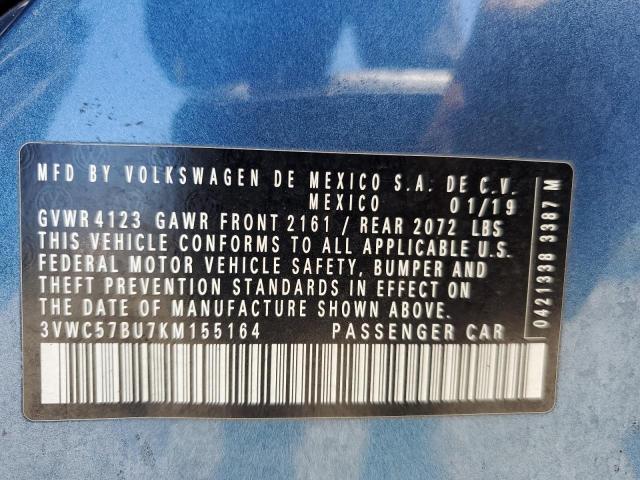 MFD BY VOLKSWAGEN DE MEXICO S.A. DE C.V.
MEXICO 01/19
GVWR 4123 GAWR FRONT 2161 / REAR 2072 LBS
THIS VEHICLE CONFORMS TO ALL APPLICABLE U.S.
FEDERAL MOTOR VEHICLE SAFETY, BUMPER AND
THEFT PREVENTION STANDARDS IN EFFECT ON
THE DATE OF MANUFACTURE SHOWN ABOVE.
3VWC57BU7KM155164 PASSENGER CAR
0421338 3387 M